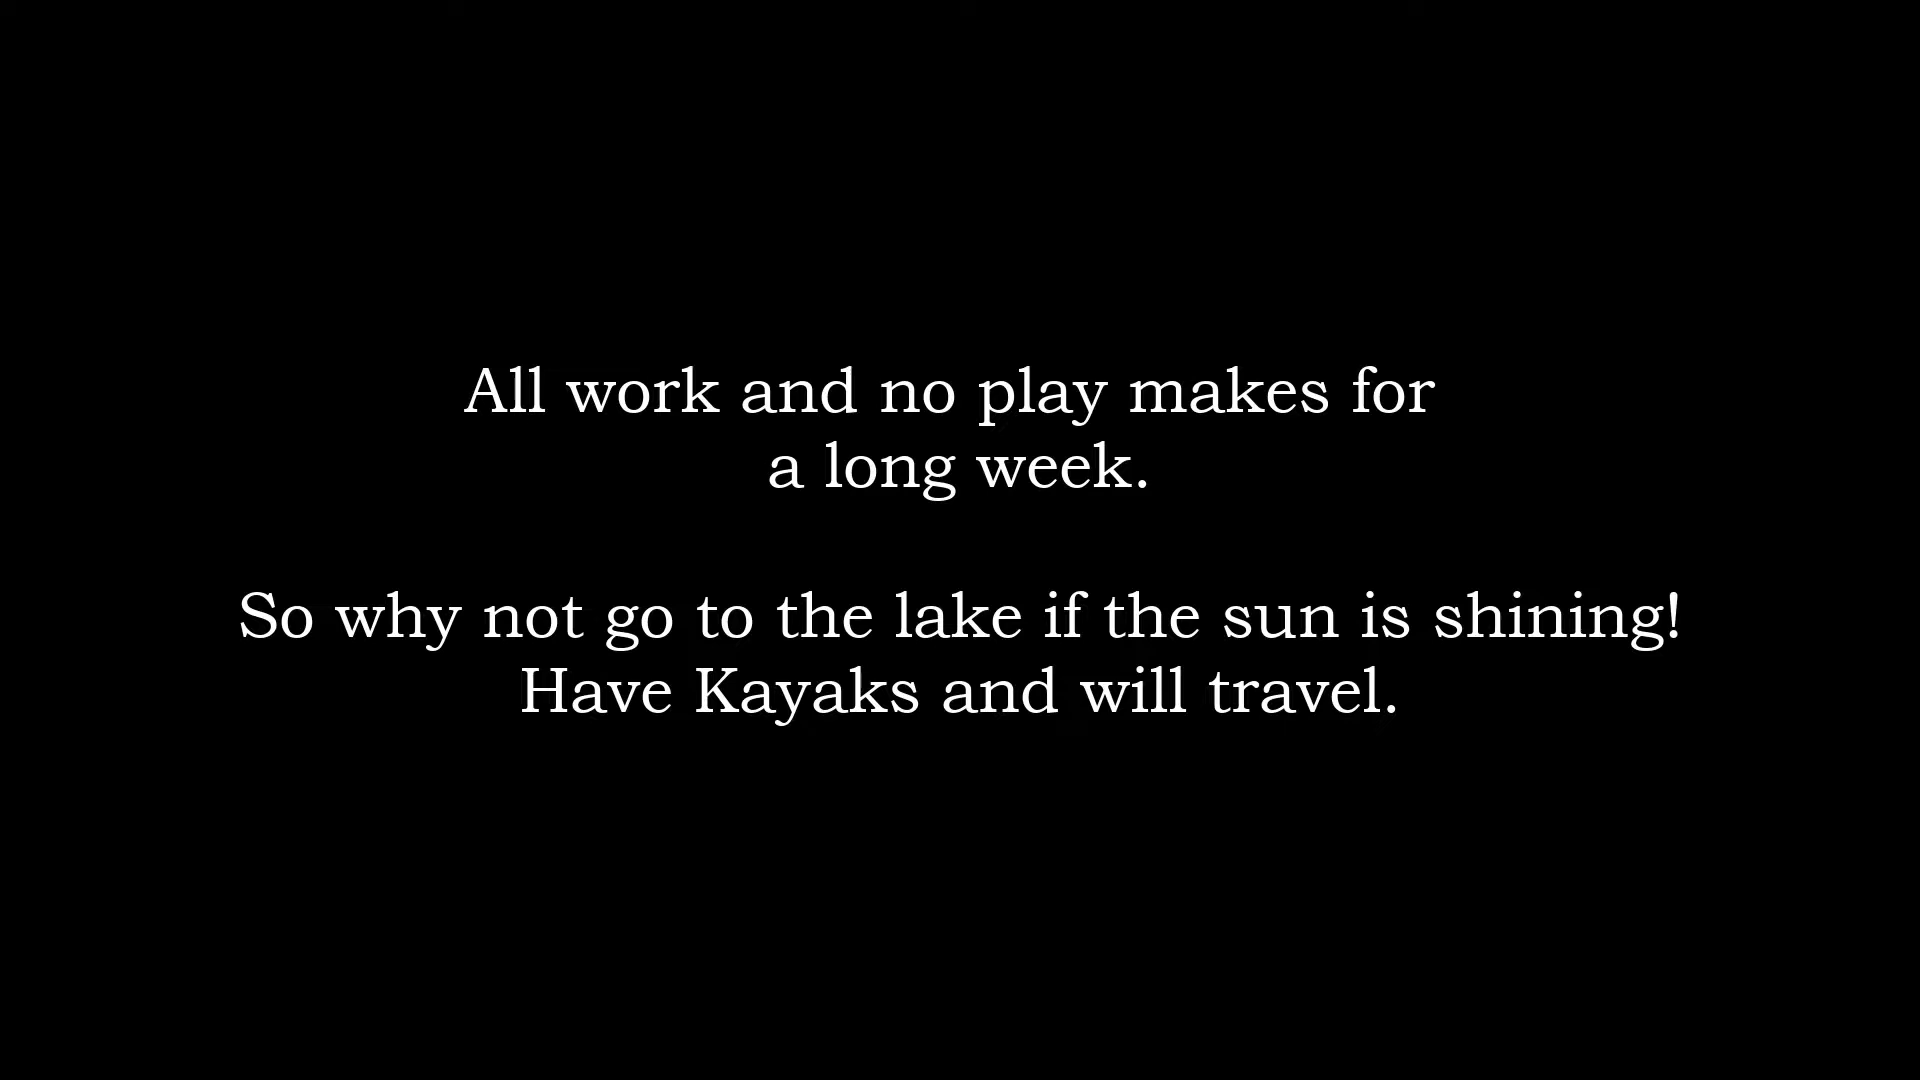 All work and no play makes for
a long week.
So why not go to the lake if the sun is shining!
Have Kayaks and will travel.